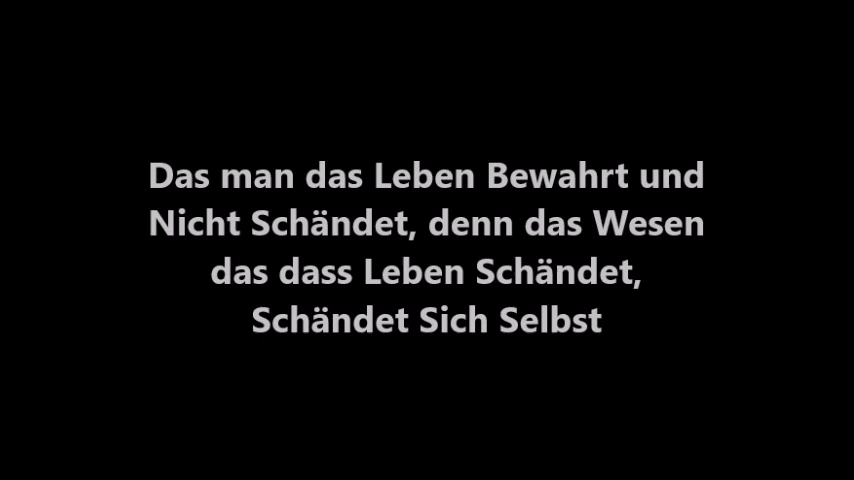 Das man das Leben Bewahrt und
Nicht Schändet, denn das Wesen
das dass Leben Schändet,
Schändet Sich Selbst